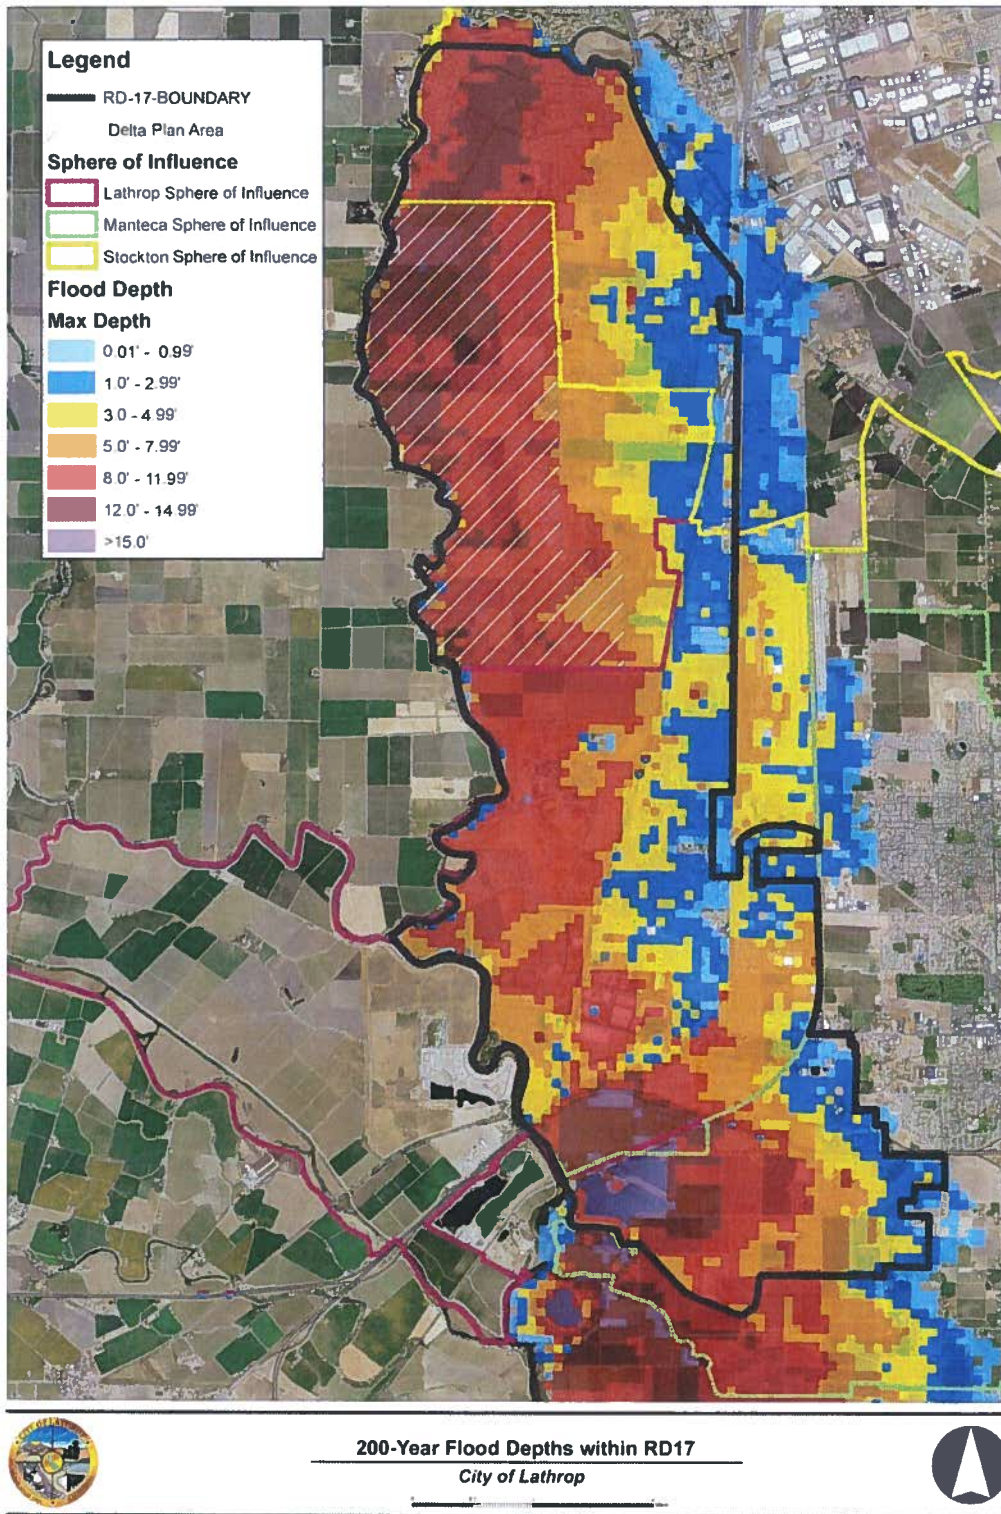 Legend
RD-17-BOUNDARY
Delta Plan Area
Sphere of Influence
Lathrop Sphere of Influence
Manteca Sphere of Influence
Stockton Sphere of Influence
Flood Depth
Max Depth
0.01' - 0.99'
1.0' - 2.99'
3.0 - 4.99'
5.0' - 7.99'
8.0' - 11.99'
12.0' - 14.99'
>15.0'
200-Year Flood Depths within RD17
City of Lathrop